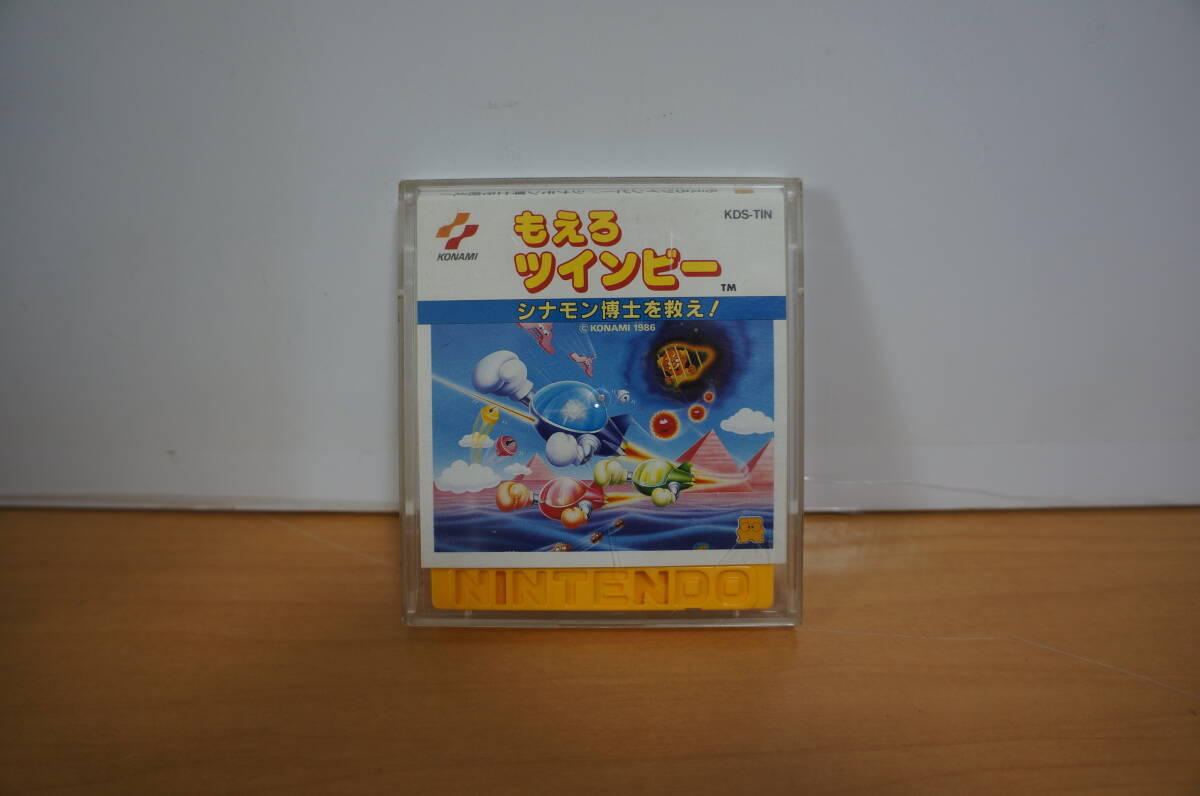 KONAMI
もえろ
ツインビー
TM
KDS-TIN
シナモン博士を救え!
© KONAMI 1986
NINTENDO